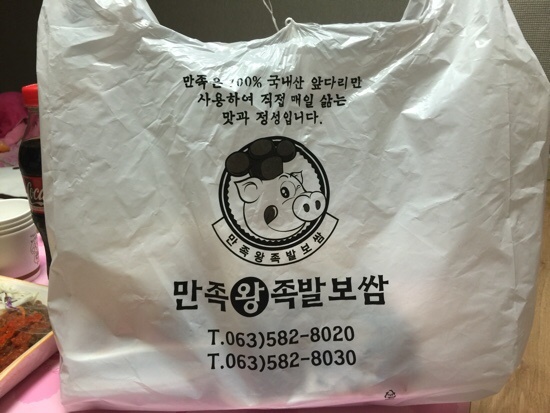 만족은 100% 국내산 앞다리만
사용하여 직접 매일 삶는
맛과 정성입니다.
만족왕족발보쌈
만족왕족발보쌈
T.063)582-8020
T.063)582-8030